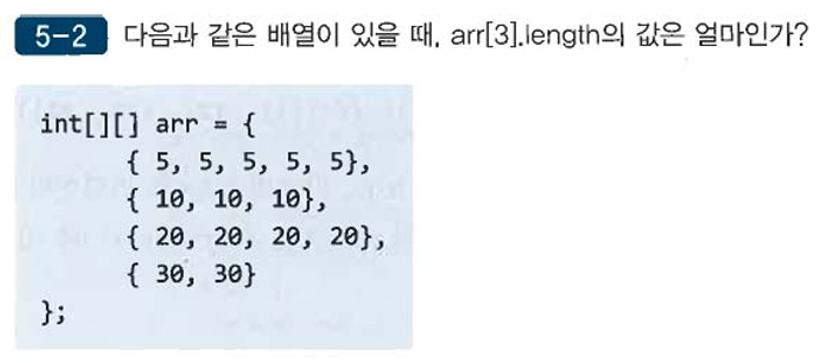 5-2 다음과 같은 배열이 있을 때, arr[3].length의 값은 얼마인가?
int[][] arr = {
{ 5, 5, 5, 5, 5},
{ 10, 10, 10},
{ 20, 20, 20, 20},
{ 30, 30}
};